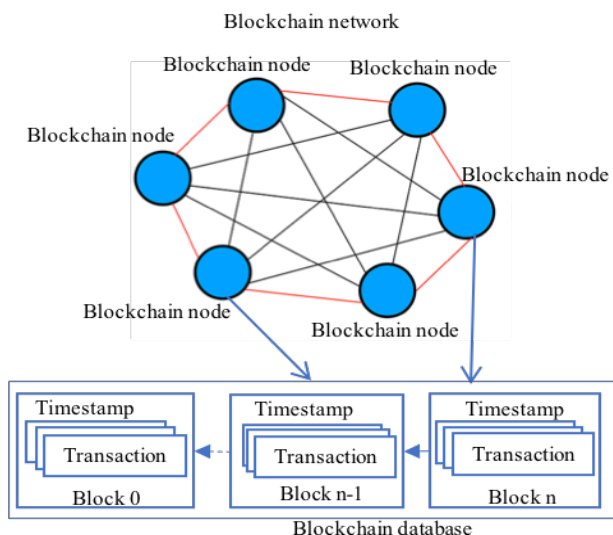 Blockchain network
Blockchain node
Blockchain node
Blockchain node
Blockchain node
Blockchain node
Blockchain node
Timestamp
Transaction
Block 0
Timestamp
Transaction
Block n-1
Timestamp
Transaction
Block n
Blockchain database